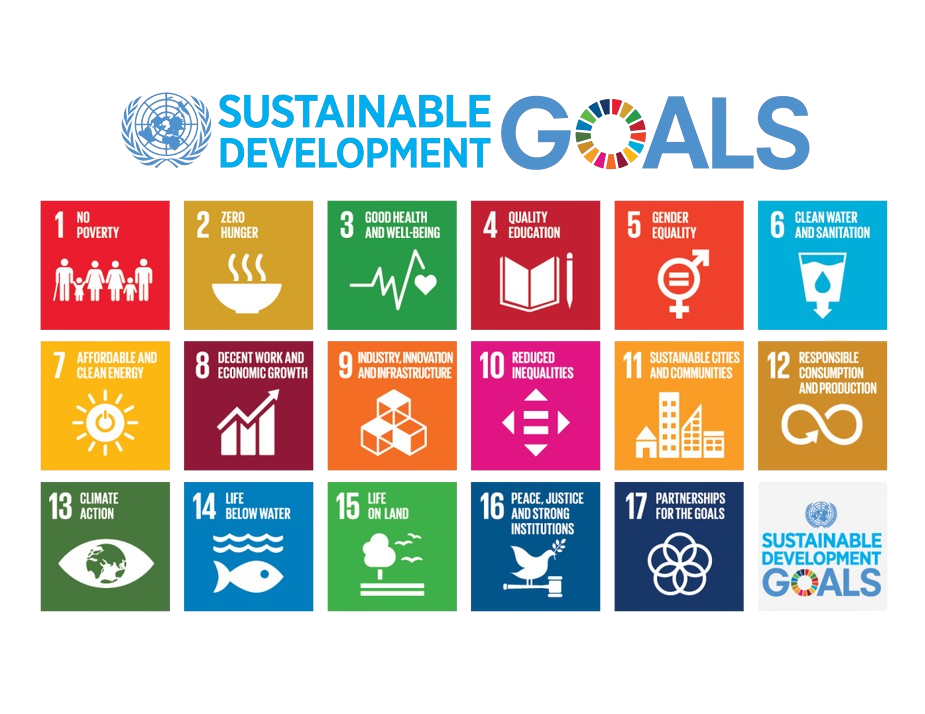 SUSTAINABLE
DEVELOPMENT
GOALS
1 NO
POVERTY
2 ZERO
HUNGER
3 GOOD HEALTH
AND WELL-BEING
4 QUALITY
EDUCATION
5 GENDER
EQUALITY
6 CLEAN WATER
AND SANITATION
7 AFFORDABLE AND
CLEAN ENERGY
8 DECENT WORK AND
ECONOMIC GROWTH
9 INDUSTRY, INNOVATION
AND INFRASTRUCTURE
10 REDUCED
INEQUALITIES
11 SUSTAINABLE CITIES
AND COMMUNITIES
12 RESPONSIBLE
CONSUMPTION
AND PRODUCTION
13 CLIMATE
ACTION
14 LIFE
BELOW WATER
15 LIFE
ON LAND
16 PEACE, JUSTICE
AND STRONG
INSTITUTIONS
17 PARTNERSHIPS
FOR THE GOALS
SUSTAINABLE
DEVELOPMENT
GOALS